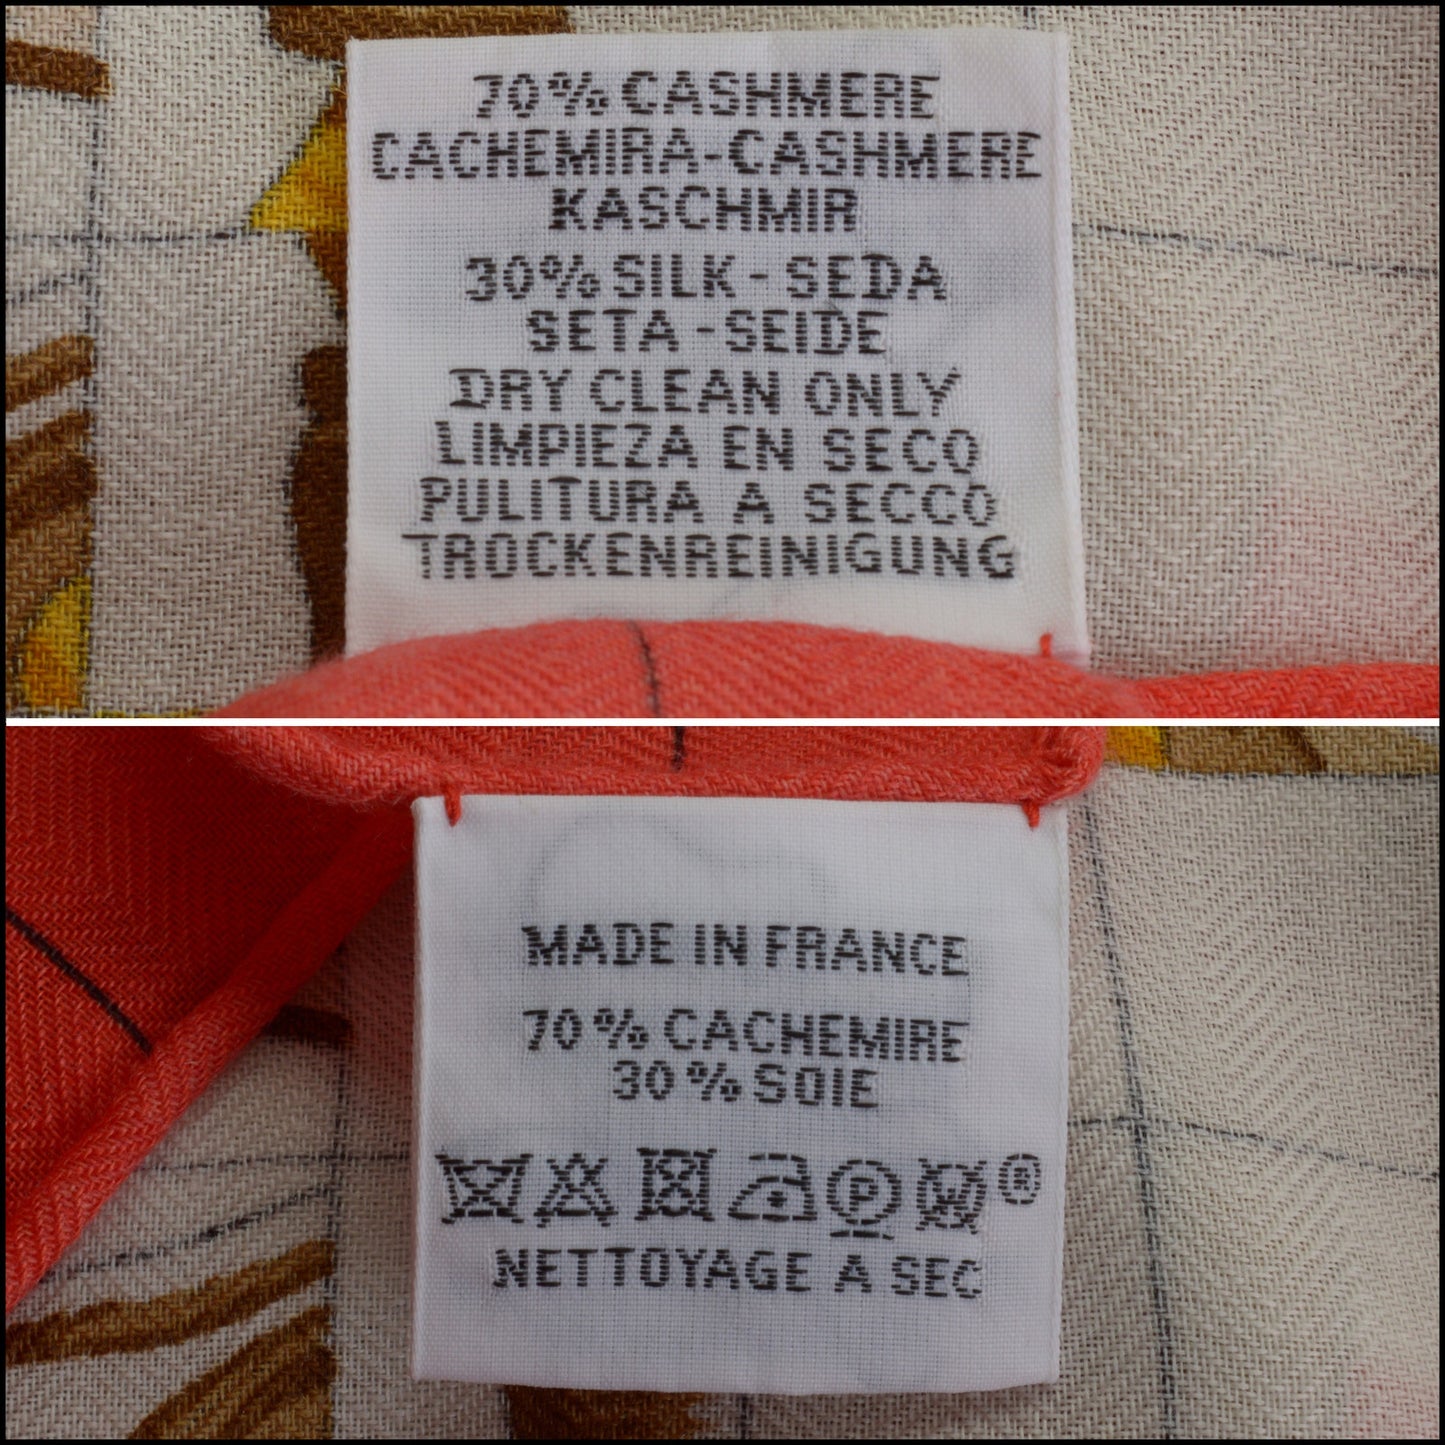 70% CASHMERE
CACHEMIRA-CASHMERE
KASCHMIR
30% SILK - SEDA
SETA - SEIDE
DRY CLEAN ONLY
LIMPIEZA EN SECO
PULITURA A SECCO
TROCKENREINIGUNG
MADE IN FRANCE
70% CACHEMIRE
30% SOIE
P W ®
NETTOYAGE A SEC